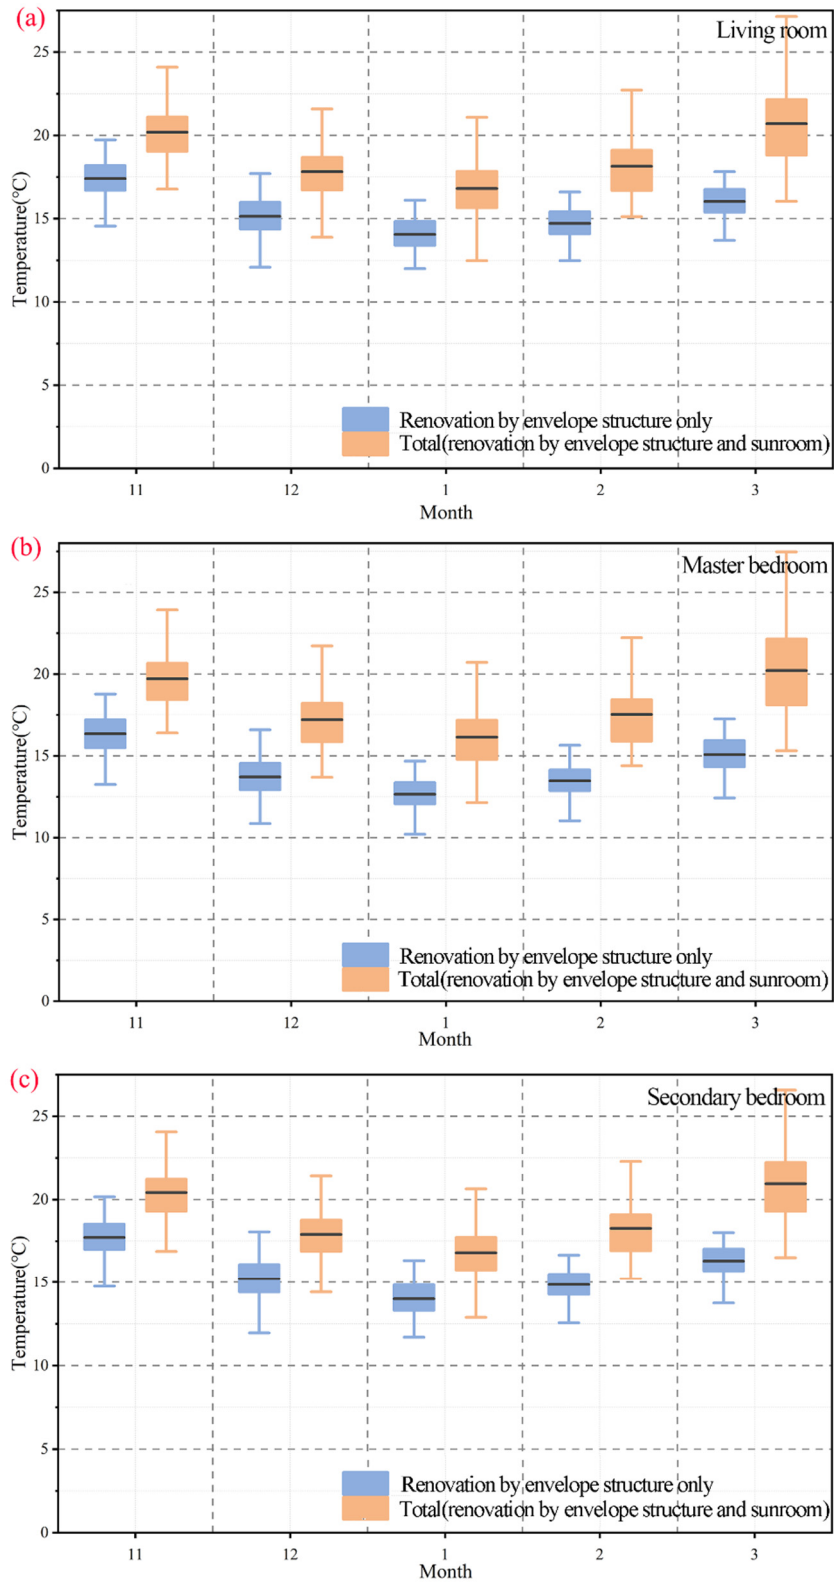 (a)
Living room
25
20
15
10
5
0
Temperature(°C)
Renovation by envelope structure only
Total(renovation by envelope structure and sunroom)
11 12 1 2 3
Month
(b)
Master bedroom
25
20
15
10
5
0
Temperature(°C)
Renovation by envelope structure only
Total(renovation by envelope structure and sunroom)
11 12 1 2 3
Month
(c)
Secondary bedroom
25
20
15
10
5
0
Temperature(°C)
Renovation by envelope structure only
Total(renovation by envelope structure and sunroom)
11 12 1 2 3
Month